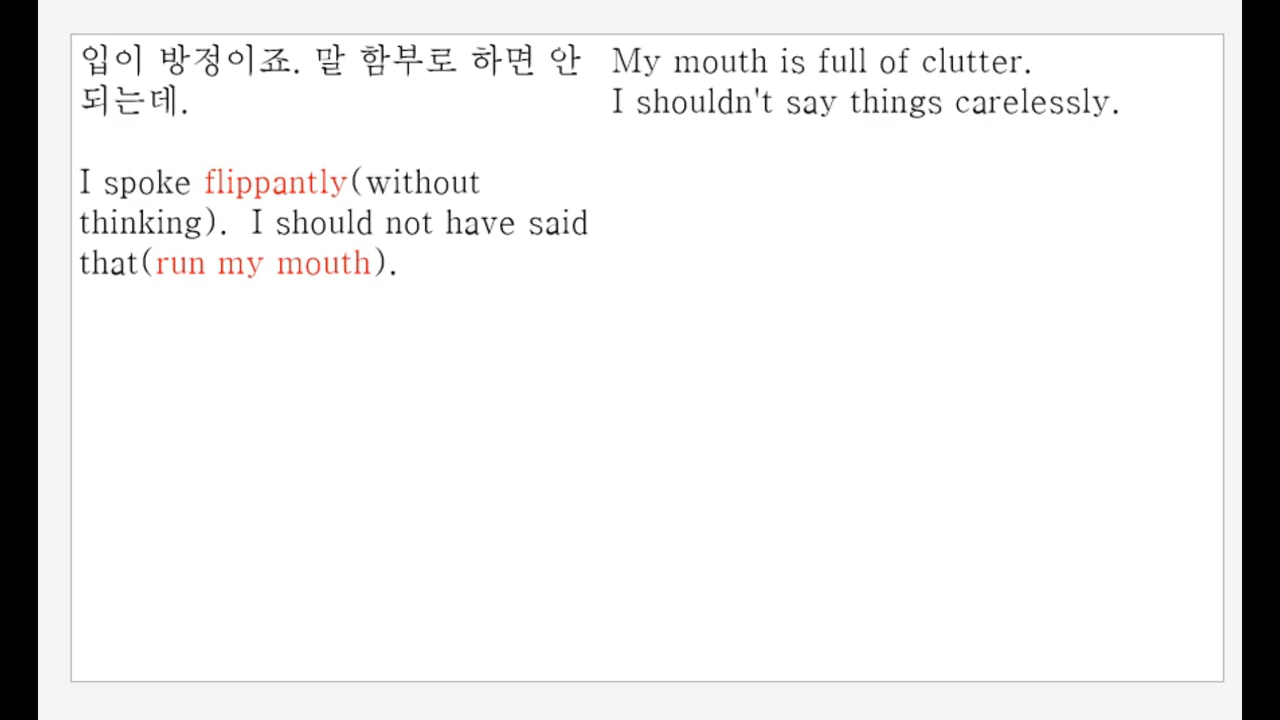 입이 방정이죠. 말 함부로 하면 안
되는데.
My mouth is full of clutter.
I shouldn't say things carelessly.
I spoke flippantly(without
thinking). I should not have said
that(run my mouth).